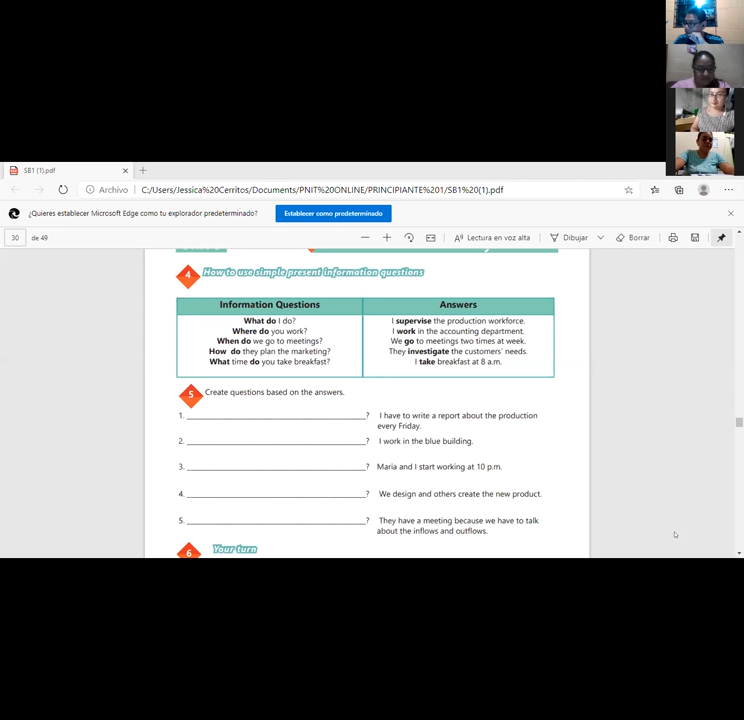 SB1 (1).pdf
Archivo C:/Users/Jessica%20Cerritos/Documents/PNIT%20ONLINE/PRINCIPIANTE%201/SB1%20(1).pdf
¿Quieres establecer Microsoft Edge como tu explorador predeterminado? Establecer como predeterminado
30 de 49 Lectura en voz alta Dibujar Borrar
4 How to use simple present information questions
Information Questions Answers
What do I do? I supervise the production workforce.
Where do you work? I work in the accounting department.
When do we go to meetings? We go to meetings two times at week.
How do they plan the marketing? They investigate the customers' needs.
What time do you take breakfast? I take breakfast at 8 a.m.
5 Create questions based on the answers.
1. ? I have to write a report about the production
every Friday.
2. ? I work in the blue building.
3. ? Maria and I start working at 10 p.m.
4. ? We design and others create the new product.
5. ? They have a meeting because we have to talk
about the inflows and outflows.
6 Your turn